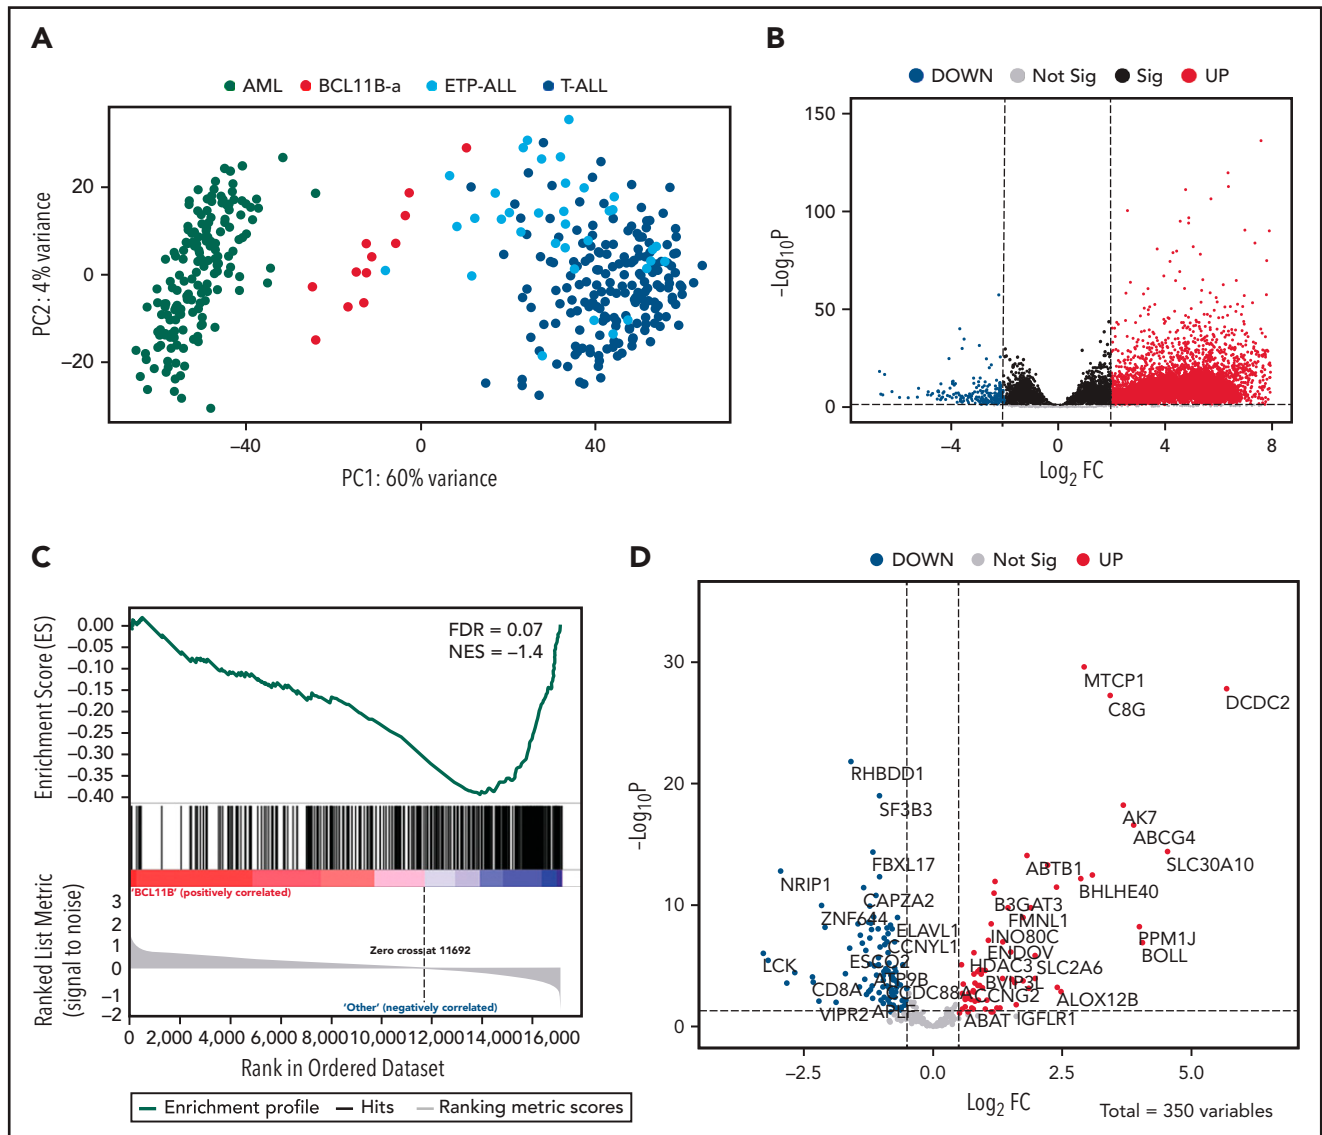 A
AML BCL11B-a ETP-ALL T-ALL
PC2: 4% variance
20
0
–20
–40 0 40
PC1: 60% variance
B
DOWN Not Sig Sig UP
–Log10P
150
100
50
0
–4 0 4 8
Log2 FC
C
Enrichment Score (ES)
0.00
–0.05
–0.10
–0.15
–0.20
–0.25
–0.30
–0.35
–0.40
FDR = 0.07
NES = –1.4
'BCL11B' (positively correlated)
Ranked List Metric
(signal to noise)
3
2
1
0
–1
–2
Zero cross at 11692
'Other' (negatively correlated)
0 2,000 4,000 6,000 8,000 10,000 12,000 14,000 16,000
Rank in Ordered Dataset
Enrichment profile Hits Ranking metric scores
D
DOWN Not Sig UP
–Log10P
30
20
10
0
MTCP1
C8G
DCDC2
RHBDD1
SF3B3
AK7
ABCG4
FBXL17
ABTB1
SLC30A10
NRIP1
BHLHE40
CAPZA2
B3GAT3
ZNF644
FMNL1
ELAVL1
INO80C
PPM1J
CCNYL1
ENDOV
BOLL
LCK
ESCO2
HDAC3
SLC2A6
CD8A
BVIP3L
CDC88A
CCNG2
ALOX12B
VIPR2
ABAT
IGFLR1
–2.5 0.0 2.5 5.0
Log2 FC
Total = 350 variables